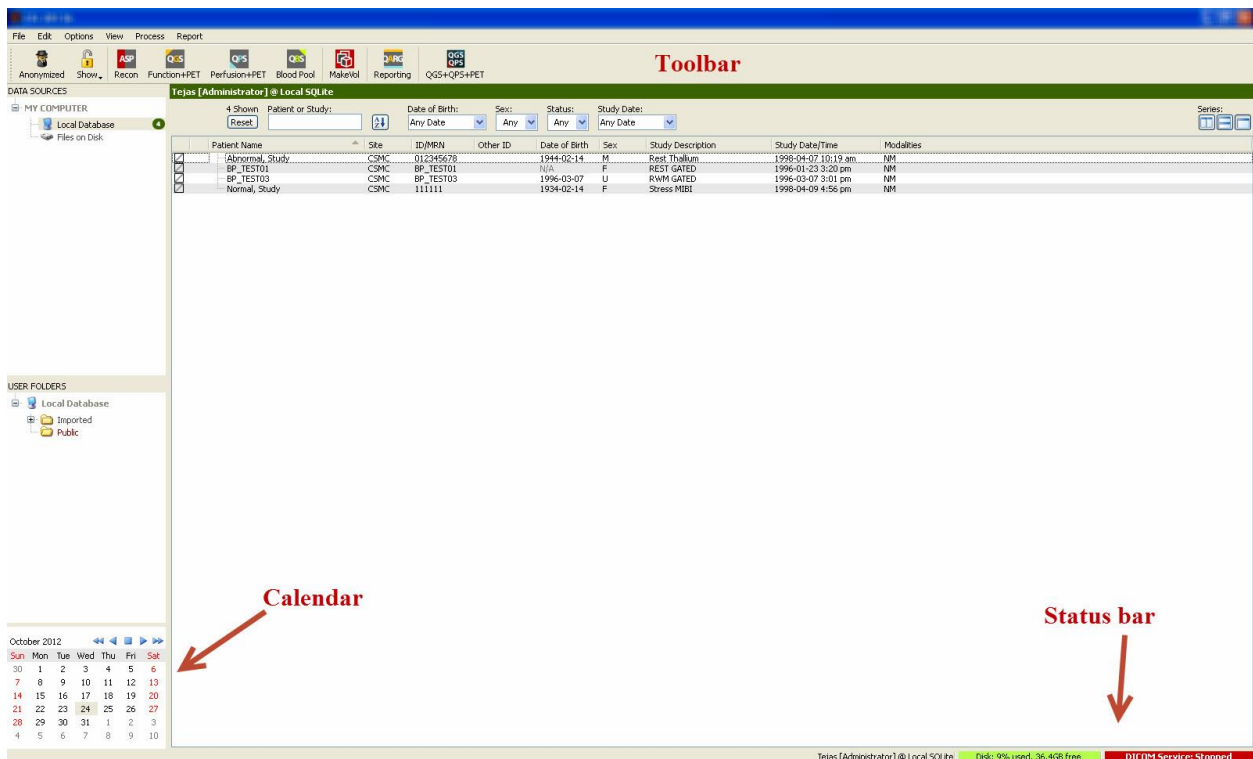 File Edit Options View Process Report
ASP QGS QPS QBS QARG QGS QPS
Anonymized Show Recon Function+PET Perfusion+PET Blood Pool MakeVol Reporting QGS+QPS+PET
Toolbar
DATA SOURCES
MY COMPUTER
Local Database 4
Files on Disk
Tejas [Administrator] @ Local SQLite
4 Shown Patient or Study: Date of Birth: Sex: Status: Study Date: Series:
Reset Any Date Any Any Any Date
Patient Name Site ID/MRN Other ID Date of Birth Sex Study Description Study Date/Time Modalities
Abnormal, Study CSMC 012345678 1944-02-14 M Rest Thallium 1998-04-07 10:19 am NM
BP_TEST01 CSMC BP_TEST01 N/A F REST GATED 1996-01-23 3:20 pm NM
BP_TEST03 CSMC BP_TEST03 1996-03-07 U RWM GATED 1996-03-07 3:01 pm NM
Normal, Study CSMC 111111 1934-02-14 F Stress MIBI 1998-04-09 4:56 pm NM
USER FOLDERS
Local Database
Imported
Public
Calendar
Status bar
October 2012
Sun Mon Tue Wed Thu Fri Sat
30 1 2 3 4 5 6
7 8 9 10 11 12 13
14 15 16 17 18 19 20
21 22 23 24 25 26 27
28 29 30 31 1 2 3
4 5 6 7 8 9 10
Tejas [Administrator] @ Local SQLite Disk: 9% used, 36.4GB free DICOM Service: Stopped